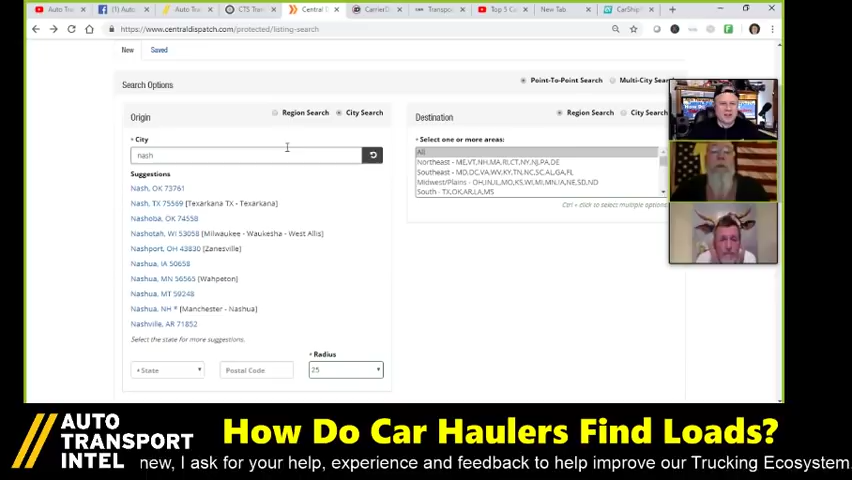 Auto Tra
(1) Auto
Auto Tra
CTS Tran
Central D
CarrierD
Transpo
Top 5 C
New Tab
CarShip
centraldispatch.com/protected/listing-search
New Saved
Search Options
Point-To-Point Search Multi-City Sear
Origin Region Search City Search
Destination Region Search City Search
* City
nash
* Select one or more areas:
All
Northeast - ME,VT,NH,MA,RI,CT,NY,NJ,PA,DE
Southeast - MD,DC,VA,WV,KY,TN,NC,SC,AL,GA,FL
Midwest/Plains - OH,IN,IL,MO,KS,WI,MI,MN,IA,NE,SD,ND
South - TX,OK,AR,LA,MS
Ctrl + click to select multiple options
Suggestions
Nash, OK 73761
Nash, TX 75569 [Texarkana TX - Texarkana]
Nashoba, OK 74558
Nashotah, WI 53058 [Milwaukee - Waukesha - West Allis]
Nashport, OH 43830 [Zanesville]
Nashua, IA 50658
Nashua, MN 56565 [Wahpeton]
Nashua, MT 59248
Nashua, NH * [Manchester - Nashua]
Nashville, AR 71852
Select the state for more suggestions.
* Radius
* State Postal Code 25
AUTO
TRANSPORT
INTEL
How Do Car Haulers Find Loads?
new, I ask for your help, experience and feedback to help improve our Trucking Ecosystem.